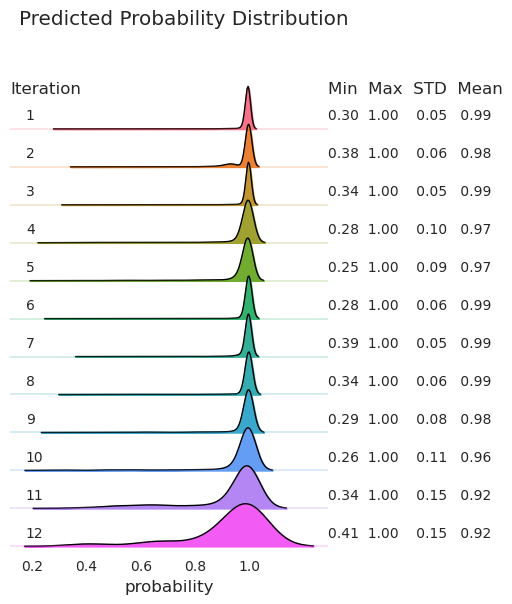 Predicted Probability Distribution
Iteration Min Max STD Mean
1 0.30 1.00 0.05 0.99
2 0.38 1.00 0.06 0.98
3 0.34 1.00 0.05 0.99
4 0.28 1.00 0.10 0.97
5 0.25 1.00 0.09 0.97
6 0.28 1.00 0.06 0.99
7 0.39 1.00 0.05 0.99
8 0.34 1.00 0.06 0.99
9 0.29 1.00 0.08 0.98
10 0.26 1.00 0.11 0.96
11 0.34 1.00 0.15 0.92
12 0.41 1.00 0.15 0.92
0.2 0.4 0.6 0.8 1.0
probability